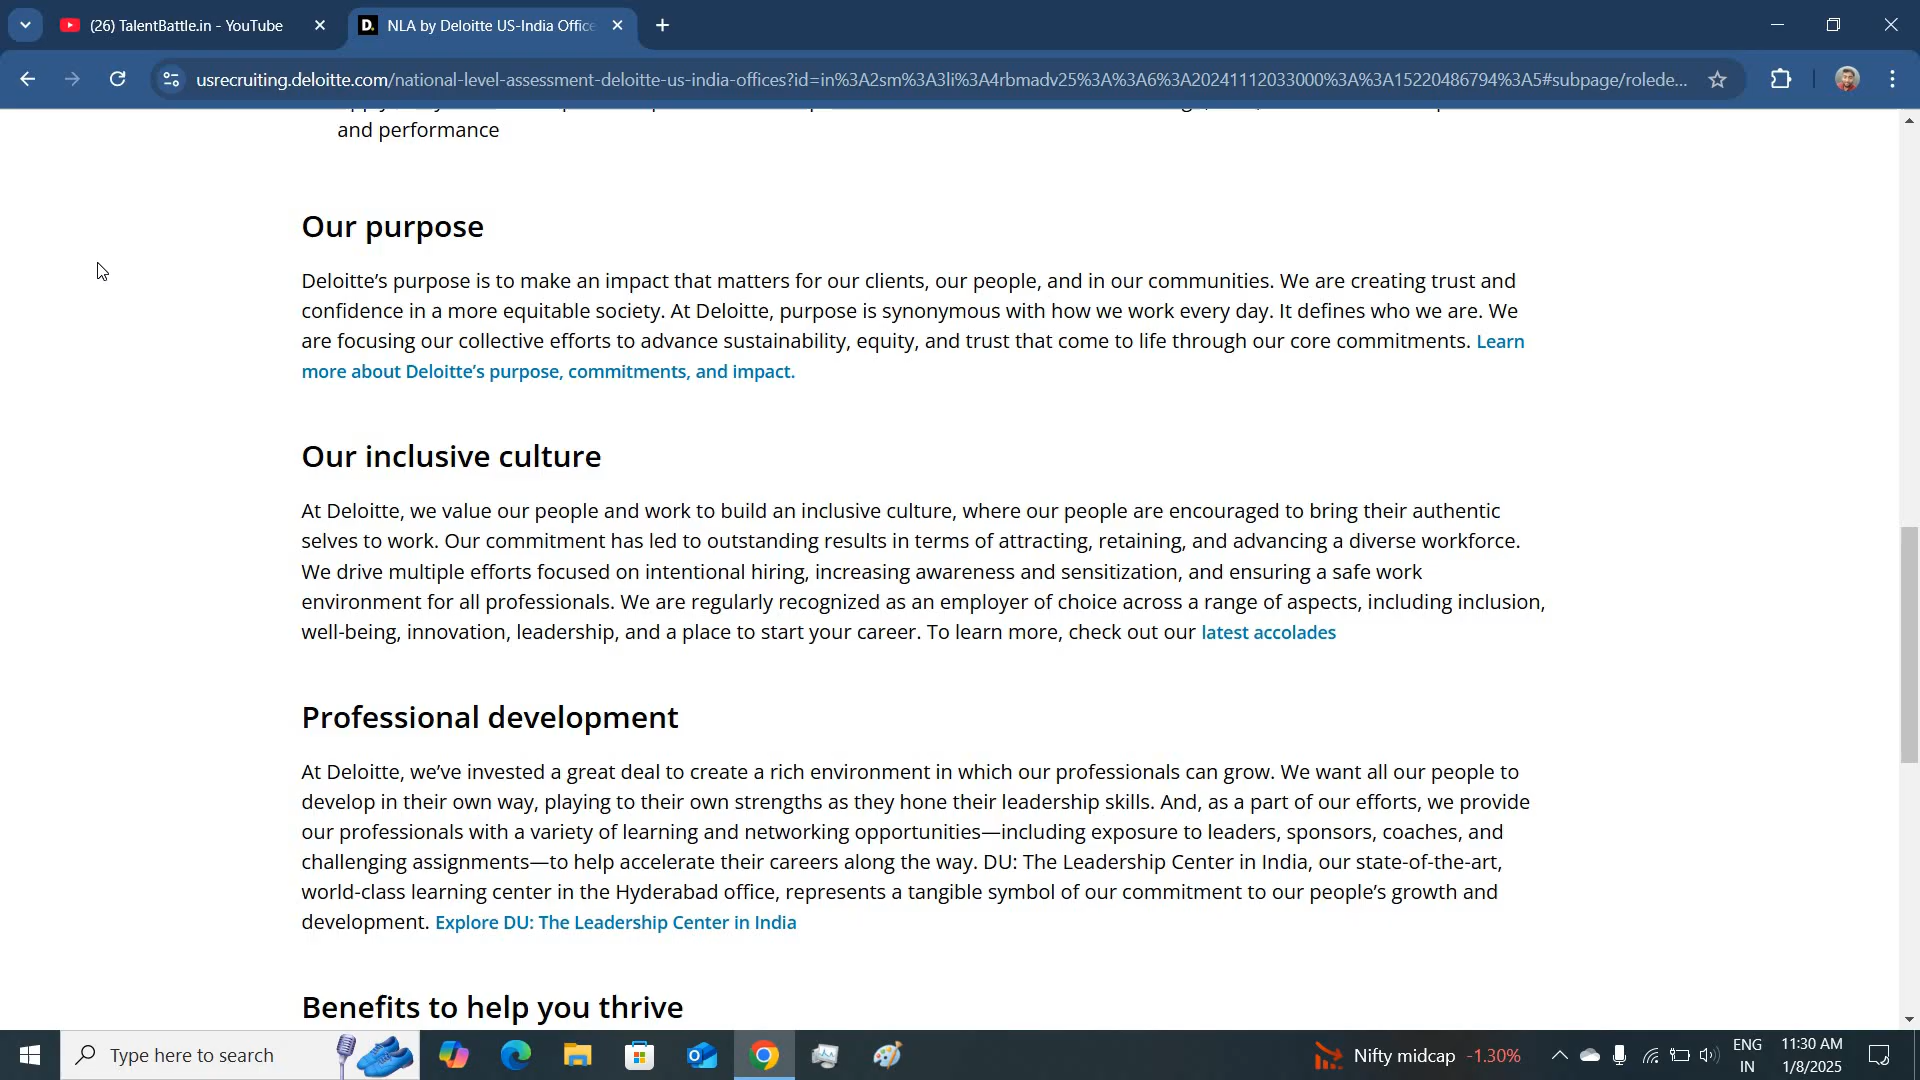 (26) TalentBattle.in - YouTube
NLA by Deloitte US-India Office
usrecruiting.deloitte.com/national-level-assessment-deloitte-us-india-offices?id=in%3A2sm%3A3li%3A4rbmadv25%3A%3A6%3A20241112033000%3A%3A15220486794%3A5#subpage/rolede...
and performance
Our purpose
Deloitte’s purpose is to make an impact that matters for our clients, our people, and in our communities. We are creating trust and
confidence in a more equitable society. At Deloitte, purpose is synonymous with how we work every day. It defines who we are. We
are focusing our collective efforts to advance sustainability, equity, and trust that come to life through our core commitments. Learn
more about Deloitte’s purpose, commitments, and impact.
Our inclusive culture
At Deloitte, we value our people and work to build an inclusive culture, where our people are encouraged to bring their authentic
selves to work. Our commitment has led to outstanding results in terms of attracting, retaining, and advancing a diverse workforce.
We drive multiple efforts focused on intentional hiring, increasing awareness and sensitization, and ensuring a safe work
environment for all professionals. We are regularly recognized as an employer of choice across a range of aspects, including inclusion,
well-being, innovation, leadership, and a place to start your career. To learn more, check out our latest accolades
Professional development
At Deloitte, we’ve invested a great deal to create a rich environment in which our professionals can grow. We want all our people to
develop in their own way, playing to their own strengths as they hone their leadership skills. And, as a part of our efforts, we provide
our professionals with a variety of learning and networking opportunities—including exposure to leaders, sponsors, coaches, and
challenging assignments—to help accelerate their careers along the way. DU: The Leadership Center in India, our state-of-the-art,
world-class learning center in the Hyderabad office, represents a tangible symbol of our commitment to our people’s growth and
development. Explore DU: The Leadership Center in India
Benefits to help you thrive
Type here to search
Nifty midcap -1.30%
ENG
IN
11:30 AM
1/8/2025